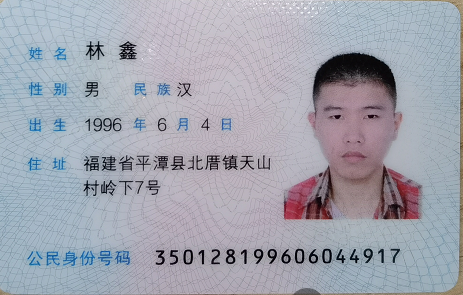 姓名 林鑫
性别 男 民族 汉
出生 1996 年 6 月 4 日
住址 福建省平潭县北厝镇天山
村岭下7号
公民身份号码 350128199606044917